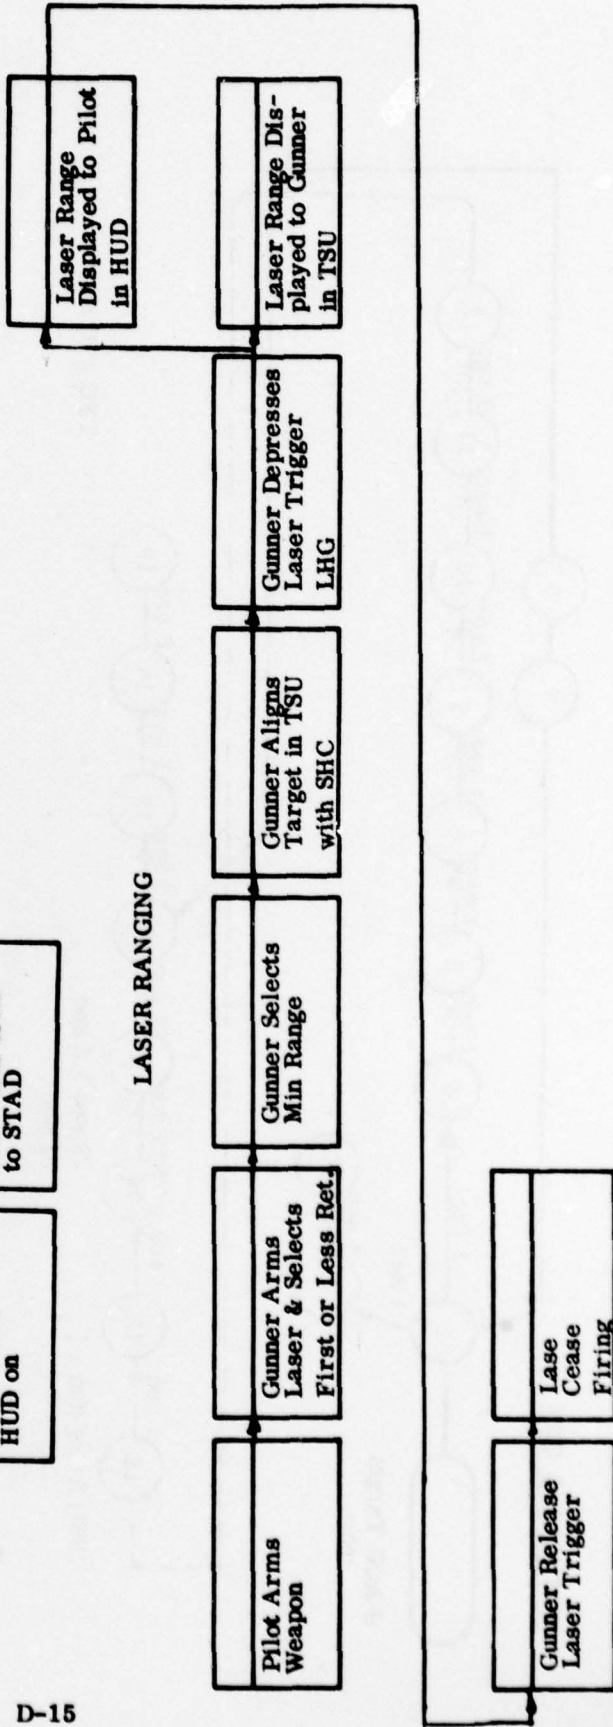 HUD on
to STAD
LASER RANGING
Laser Range
Displayed to Pilot
in HUD
Pilot Arms
Weapon
Gunner Arms
Laser & Selects
First or Less Ret.
Gunner Selects
Min Range
Gunner Aligns
Target in TSU
with SHC
Gunner Depresses
Laser Trigger
LHG
Laser Range Dis-
played to Gunner
in TSU
Gunner Release
Laser Trigger
Lase
Cease
Firing
D-15